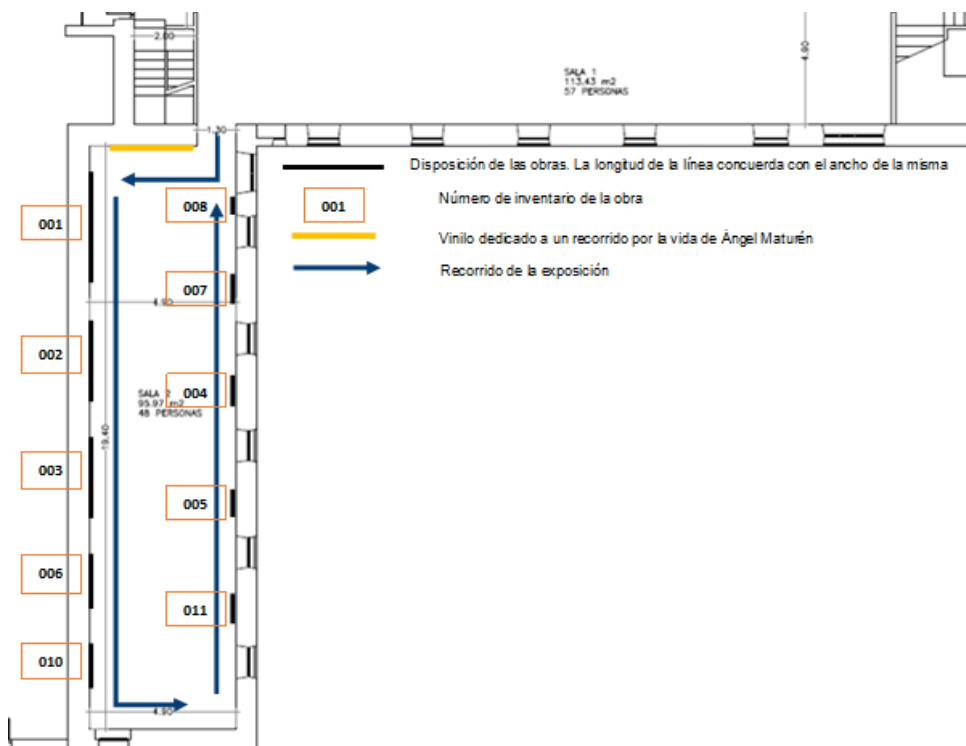 2.00
4.90
SALA 1
113.43 m2
57 PERSONAS
1.30
Disposición de las obras. La longitud de la línea concuerda con el ancho de la misma
008
001
001
Número de inventario de la obra
Vinilo dedicado a un recorrido por la vida de Ángel Maturén
Recorrido de la exposición
007
4.90
002
004
SALA 2
95.97 m2
48 PERSONAS
19.40
003
005
006
011
010
4.90